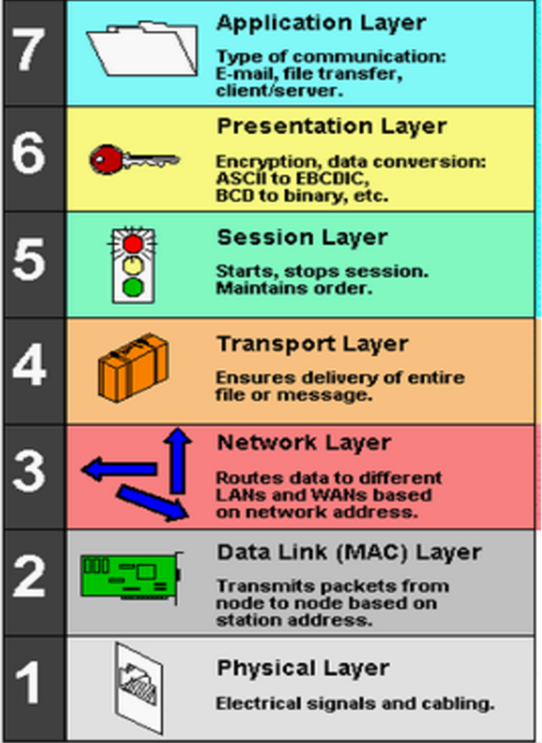 7
Application Layer
Type of communication:
E-mail, file transfer,
client/server.
6
Presentation Layer
Encryption, data conversion:
ASCII to EBCDIC,
BCD to binary, etc.
5
Session Layer
Starts, stops session.
Maintains order.
4
Transport Layer
Ensures delivery of entire
file or message.
3
Network Layer
Routes data to different
LANs and WANs based
on network address.
2
Data Link (MAC) Layer
Transmits packets from
node to node based on
station address.
1
Physical Layer
Electrical signals and cabling.